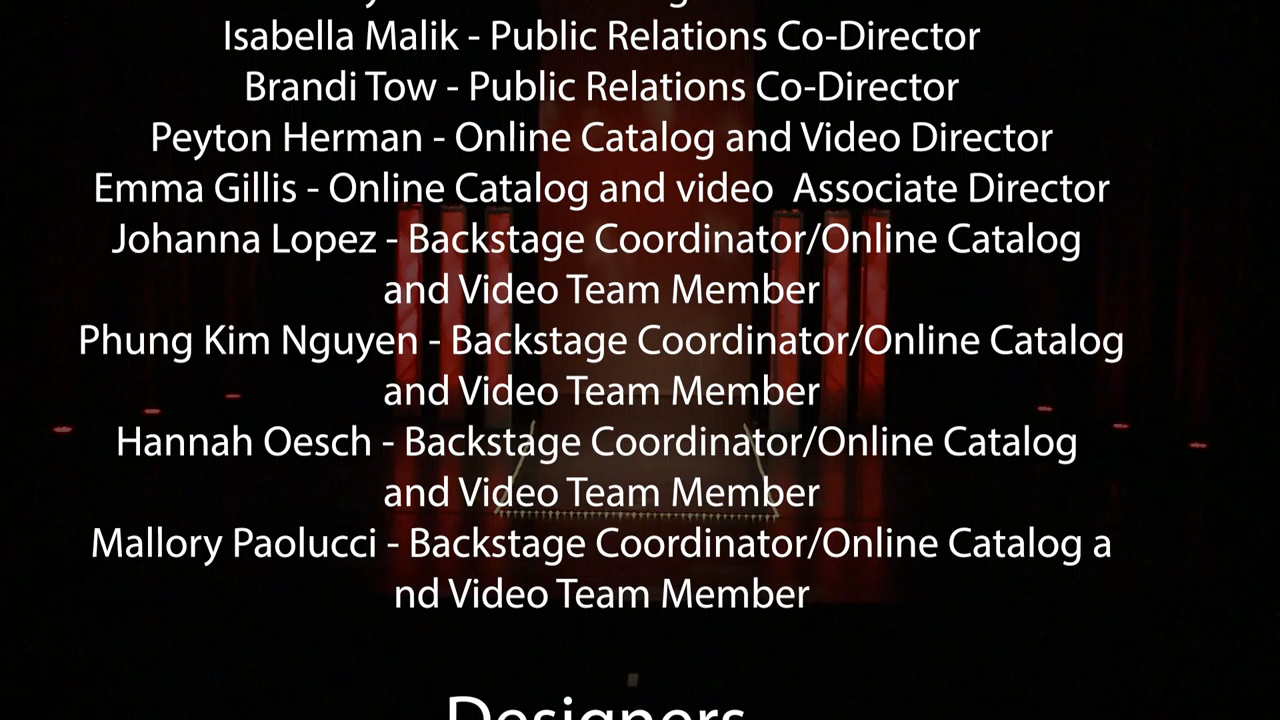 Isabella Malik - Public Relations Co-Director
Brandi Tow - Public Relations Co-Director
Peyton Herman - Online Catalog and Video Director
Emma Gillis - Online Catalog and video  Associate Director
Johanna Lopez - Backstage Coordinator/Online Catalog
and Video Team Member
Phung Kim Nguyen - Backstage Coordinator/Online Catalog
and Video Team Member
Hannah Oesch - Backstage Coordinator/Online Catalog
and Video Team Member
Mallory Paolucci - Backstage Coordinator/Online Catalog a
nd Video Team Member
Designers